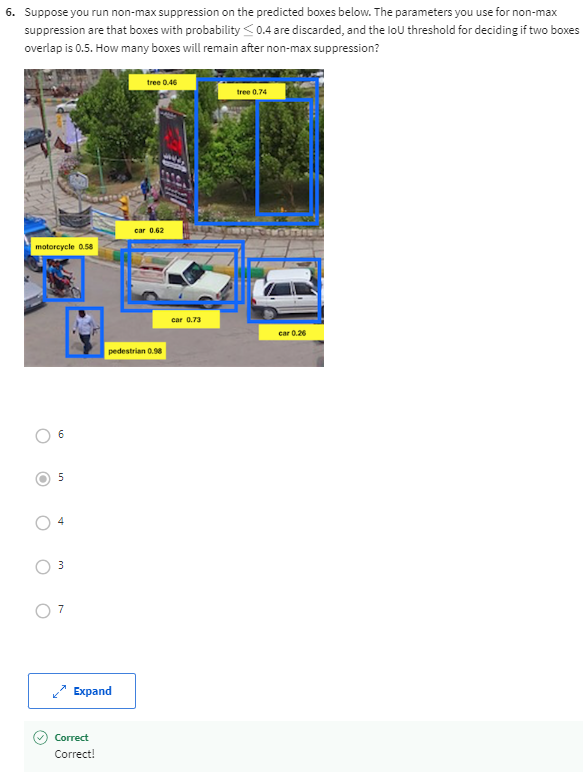 6. Suppose you run non-max suppression on the predicted boxes below. The parameters you use for non-max
suppression are that boxes with probability ≤ 0.4 are discarded, and the IoU threshold for deciding if two boxes
overlap is 0.5. How many boxes will remain after non-max suppression?
tree 0.46
tree 0.74
car 0.62
motorcycle 0.58
car 0.73
car 0.26
pedestrian 0.98
6
5
4
3
7
Expand
Correct
Correct!